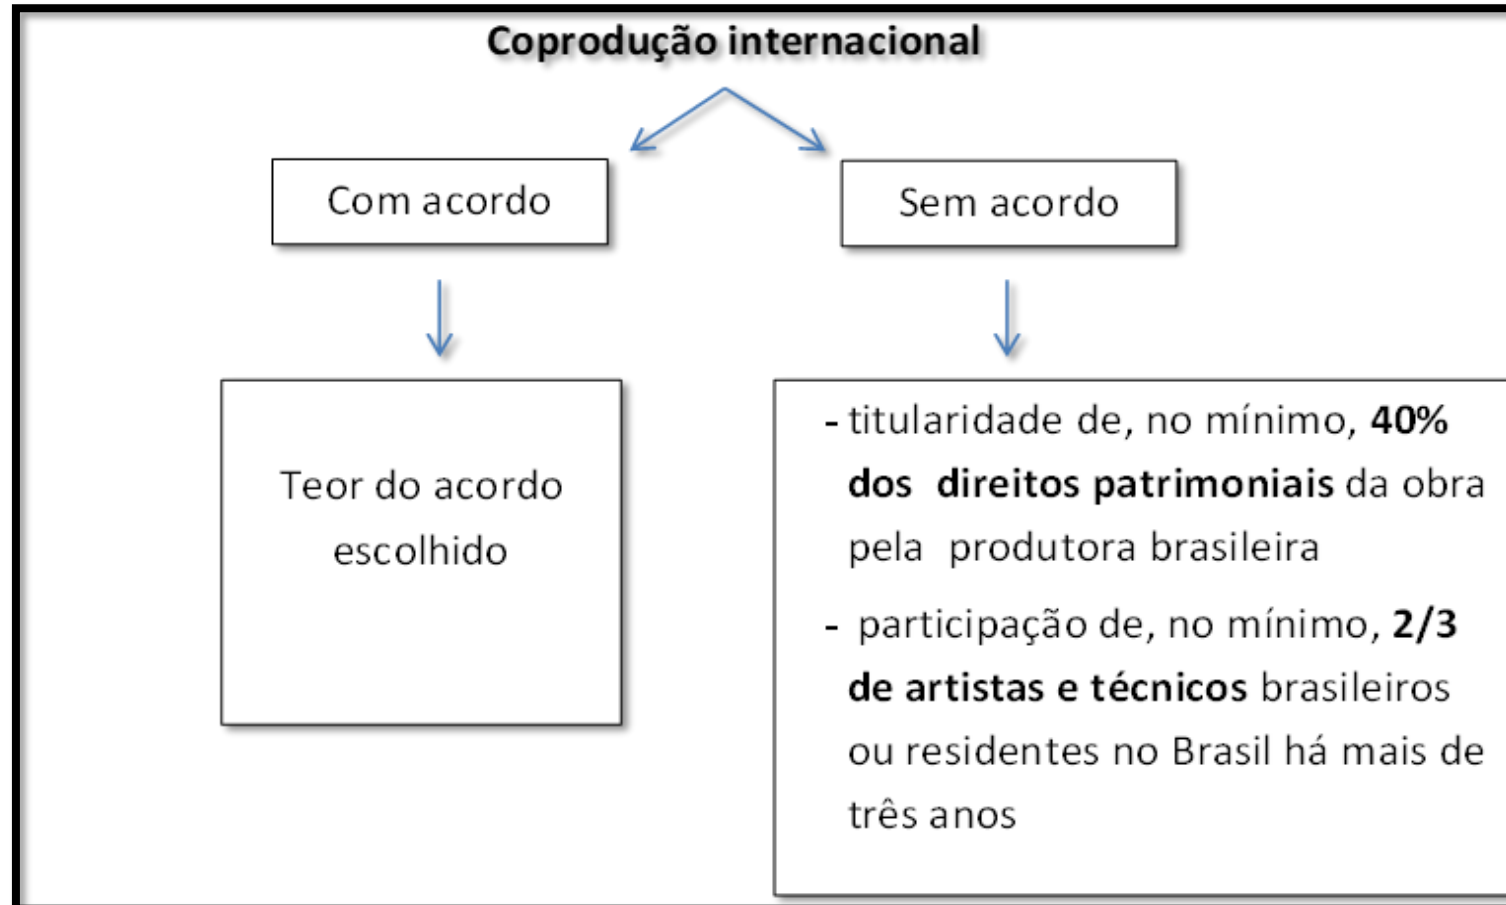 Coprodução internacional
Com acordo
Sem acordo
Teor do acordo
escolhido
- titularidade de, no mínimo, 40%
dos direitos patrimoniais da obra
pela produtora brasileira
- participação de, no mínimo, 2/3
de artistas e técnicos brasileiros
ou residentes no Brasil há mais de
três anos